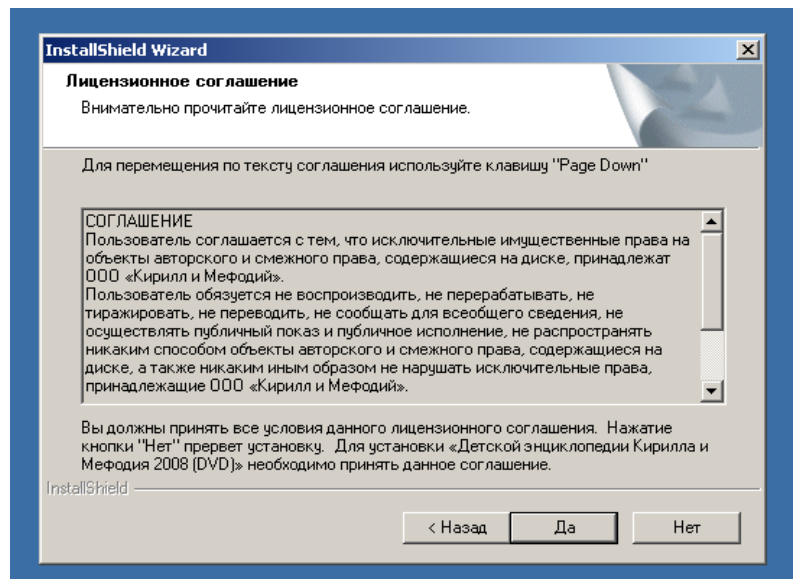 InstallShield Wizard
Лицензионное соглашение
Внимательно прочитайте лицензионное соглашение.
Для перемещения по тексту соглашения используйте клавишу "Page Down"
СОГЛАШЕНИЕ
Пользователь соглашается с тем, что исключительные имущественные права на
объекты авторского и смежного права, содержащиеся на диске, принадлежат
ООО «Кирилл и Мефодий».
Пользователь обязуется не воспроизводить, не перерабатывать, не
тиражировать, не переводить, не сообщать для всеобщего сведения, не
осуществлять публичный показ и публичное исполнение, не распространять
никаким способом объекты авторского и смежного права, содержащиеся на
диске, а также никаким иным образом не нарушать исключительные права,
принадлежащие ООО «Кирилл и Мефодий».
Вы должны принять все условия данного лицензионного соглашения.  Нажатие
кнопки "Нет" прервет установку.  Для установки «Детской энциклопедии Кирилла и
Мефодия 2008 (DVD)» необходимо принять данное соглашение.
InstallShield
< Назад
Да
Нет